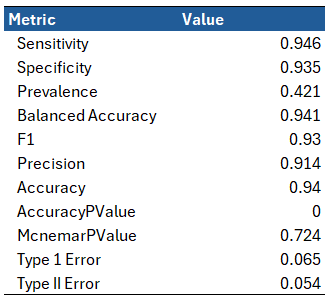 Metric Value
Sensitivity 0.946
Specificity 0.935
Prevalence 0.421
Balanced Accuracy 0.941
F1 0.93
Precision 0.914
Accuracy 0.94
AccuracyPValue 0
McnemarPValue 0.724
Type 1 Error 0.065
Type II Error 0.054